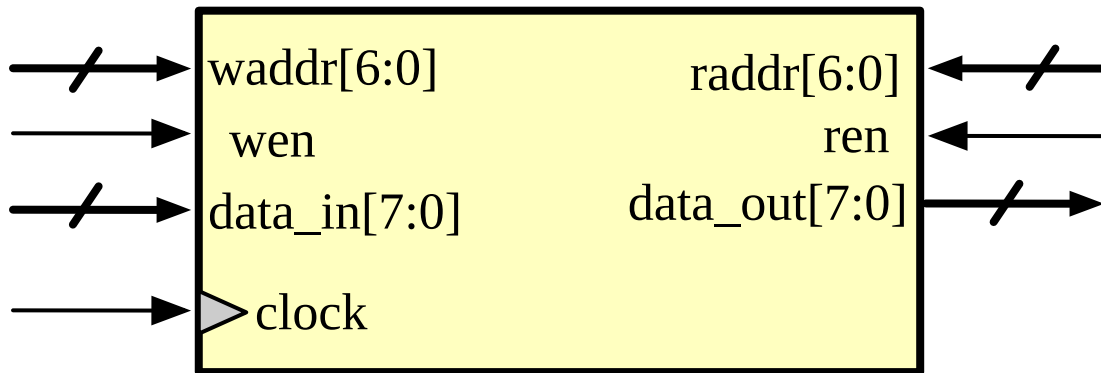 waddr[6:0]
wen
data_in[7:0]
clock
raddr[6:0]
ren
data_out[7:0]